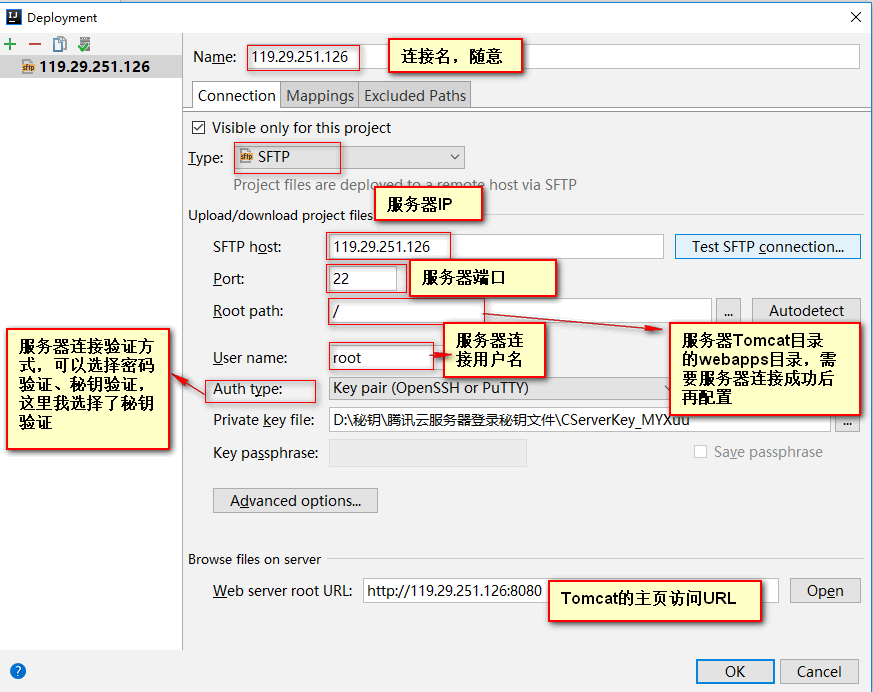 Deployment
119.29.251.126
Name:
119.29.251.126
连接名，随意
Connection
Mappings
Excluded Paths
Visible only for this project
Type:
SFTP
Project files are deployed to a remote host via SFTP
服务器IP
Upload/download project files
SFTP host:
119.29.251.126
Test SFTP connection...
Port:
22
服务器端口
Root path:
/
...
Autodetect
服务器连
接用户名
服务器Tomcat目录
的webapps目录，需
要服务器连接成功后
再配置
服务器连接验证方
式，可以选择密码
验证、秘钥验证，
这里我选择了秘钥
验证
User name:
root
Auth type:
Key pair (OpenSSH or PuTTY)
Private key file:
D:\秘钥\腾讯云服务器登录秘钥文件\CServerKey_MYXuu
...
Key passphrase:
Save passphrase
Advanced options...
Browse files on server
Web server root URL:
http://119.29.251.126:8080
Tomcat的主页访问URL
Open
?
OK
Cancel